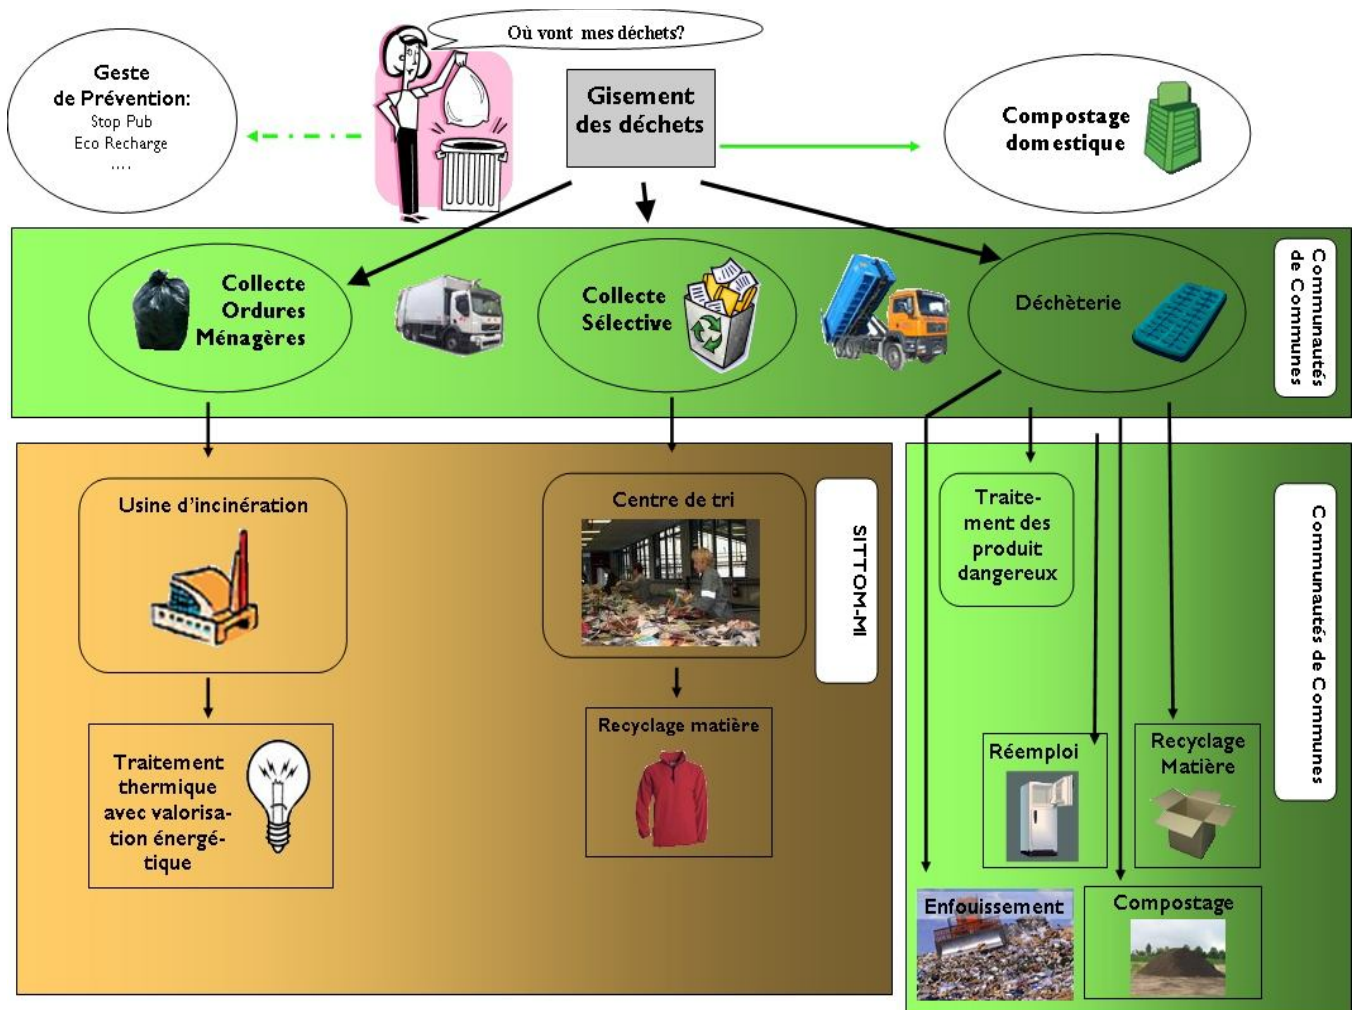 Où vont mes déchets?
Geste
de Prévention:
Stop Pub
Eco Recharge
....
Gisement
des déchets
Compostage
domestique
Collecte
Ordures
Ménagères
Collecte
Sélective
Déchèterie
Communautés
de Communes
Usine d'incinération
Centre de tri
SITTOM-MI
Traite-
ment des
produit
dangereux
Communautés de Communes
Traitement
thermique
avec valorisa-
tion énergé-
tique
Recyclage matière
Réemploi
Recyclage
Matière
Enfouissement
Compostage